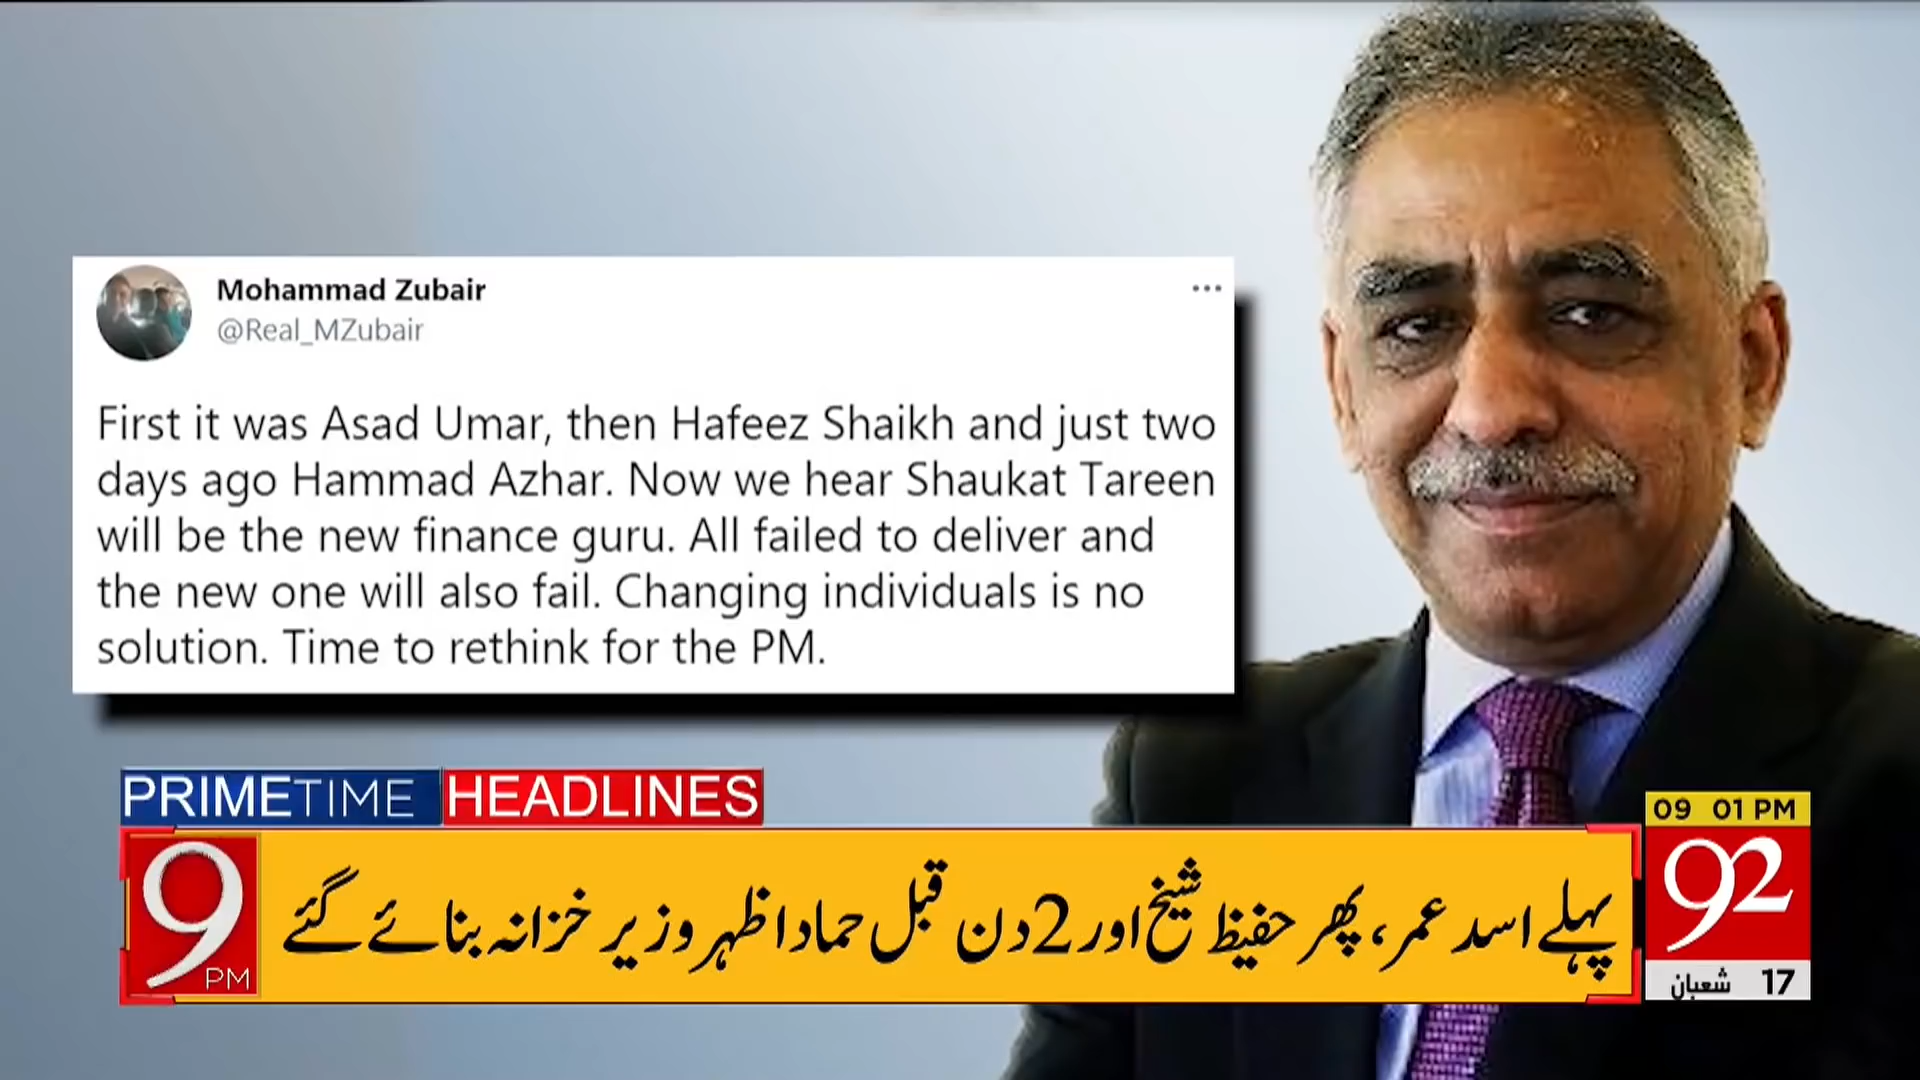 Mohammad Zubair
@Real_MZubair
First it was Asad Umar, then Hafeez Shaikh and just two
days ago Hammad Azhar. Now we hear Shaukat Tareen
will be the new finance guru. All failed to deliver and
the new one will also fail. Changing individuals is no
solution. Time to rethink for the PM.
PRIMETIME HEADLINES
09 01 PM
9 PM
پہلے اسد عمر، پھر حفیظ شیخ اور 2 دن قبل حماد اظہر وزیر خزانہ بنائے گئے
92
17 شعبان